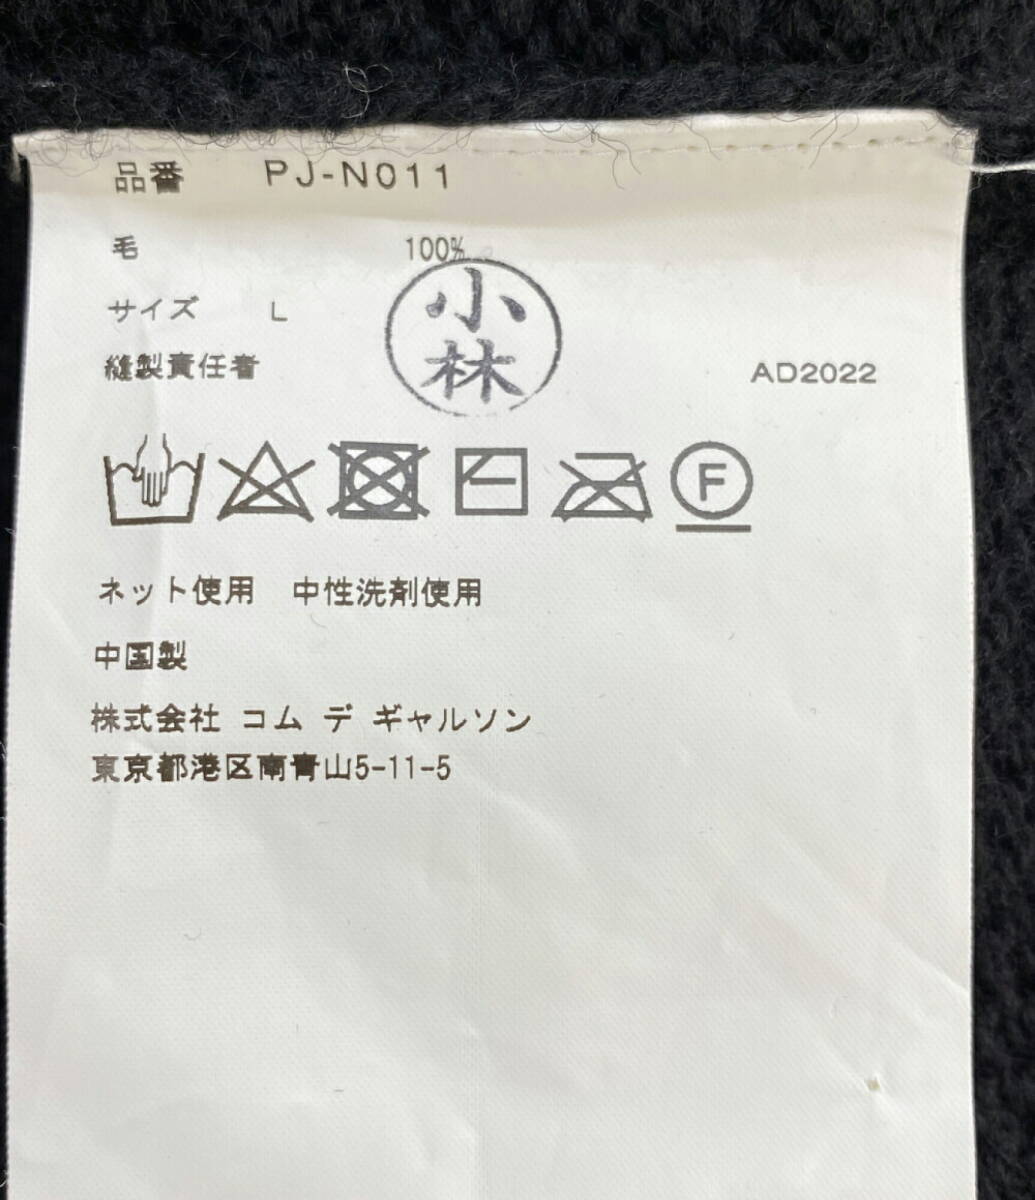 品番 PJ-N011
毛 100%
サイズ L
縫製責任者 小林 AD2022
F
ネット使用 中性洗剤使用
中国製
株式会社 コム デ ギャルソン
東京都港区南青山5-11-5